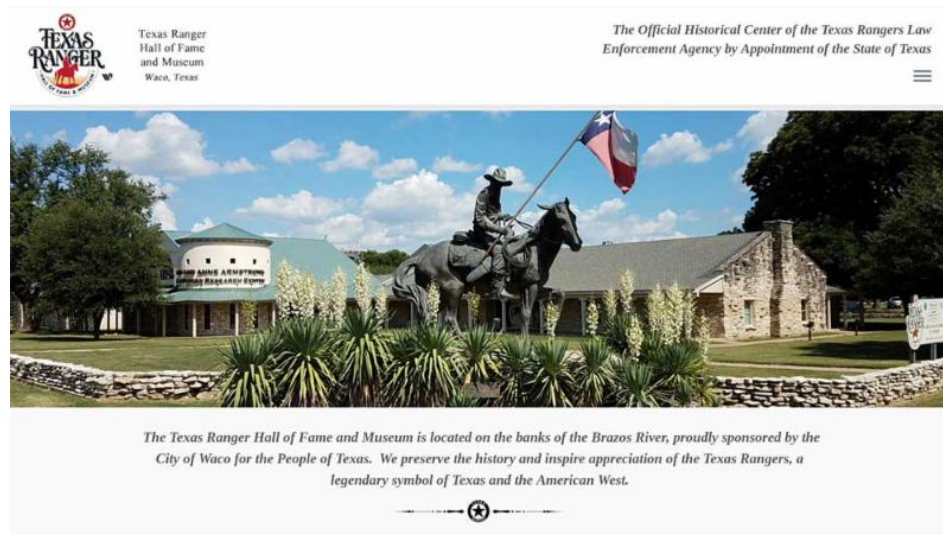 TEXAS
RANGER
HALL OF FAME & MUSEUM
Texas Ranger
Hall of Fame
and Museum
Waco, Texas
The Official Historical Center of the Texas Rangers Law
Enforcement Agency by Appointment of the State of Texas
ANNE ARMSTRONG
The Texas Ranger Hall of Fame and Museum is located on the banks of the Brazos River, proudly sponsored by the
City of Waco for the People of Texas.  We preserve the history and inspire appreciation of the Texas Rangers, a
legendary symbol of Texas and the American West.